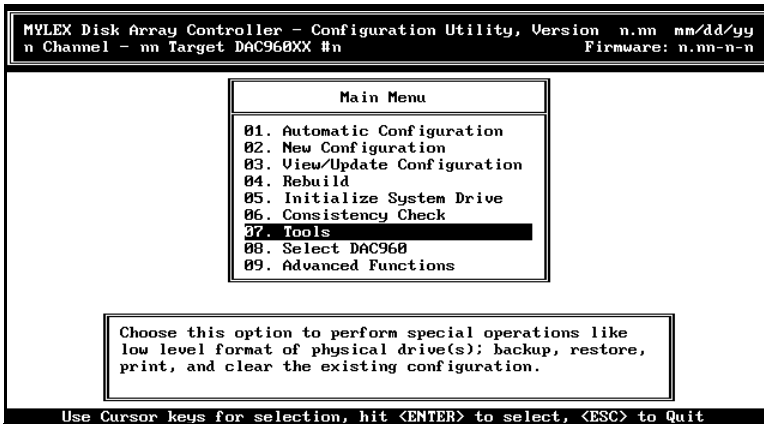 MYLEX Disk Array Controller - Configuration Utility, Version n.nn mm/dd/yy
n Channel - nn Target DAC960XX #n Firmware: n.nn-n-n
Main Menu
01. Automatic Configuration
02. New Configuration
03. View/Update Configuration
04. Rebuild
05. Initialize System Drive
06. Consistency Check
07. Tools
08. Select DAC960
09. Advanced Functions
Choose this option to perform special operations like
low level format of physical drive(s); backup, restore,
print, and clear the existing configuration.
Use Cursor keys for selection, hit <ENTER> to select, <ESC> to Quit